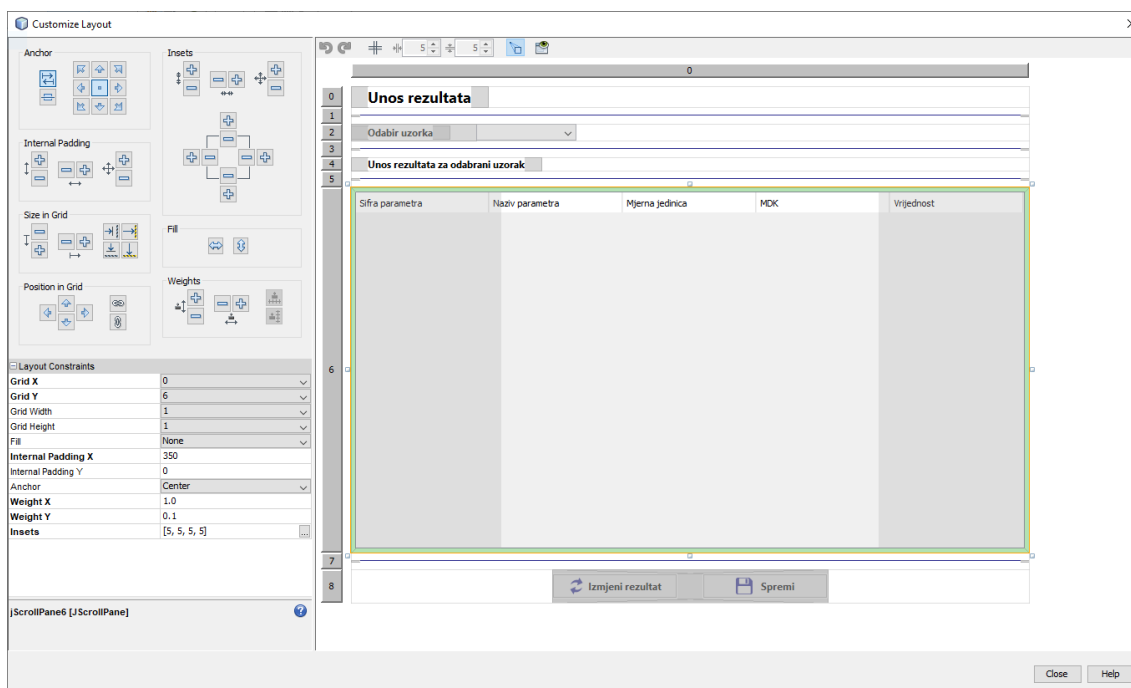 Customize Layout
Anchor
Insets
5
5
0
0
Unos rezultata
1
2
Odabir uzorka
3
Internal Padding
4
Unos rezultata za odabrani uzorak
5
Sifra parametra
Naziv parametra
Mjerna jedinica
MDK
Vrijednost
Size in Grid
Fill
Position in Grid
Weights
Layout Constraints
6
Grid X
0
Grid Y
6
Grid Width
1
Grid Height
1
Fill
None
Internal Padding X
350
Internal Padding Y
0
Anchor
Center
Weight X
1.0
Weight Y
0.1
Insets
[5, 5, 5, 5]
...
7
8
Izmjeni rezultat
Spremi
jScrollPane6 [JScrollPane]
?
Close
Help